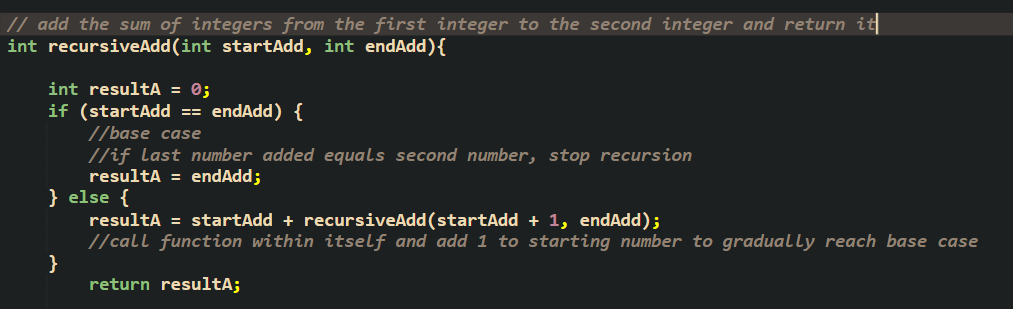 // add the sum of integers from the first integer to the second integer and return it
int recursiveAdd(int startAdd, int endAdd){
int resultA = 0;
if (startAdd == endAdd) {
//base case
//if last number added equals second number, stop recursion
resultA = endAdd;
} else {
resultA = startAdd + recursiveAdd(startAdd + 1, endAdd);
//call function within itself and add 1 to starting number to gradually reach base case
}
return resultA;